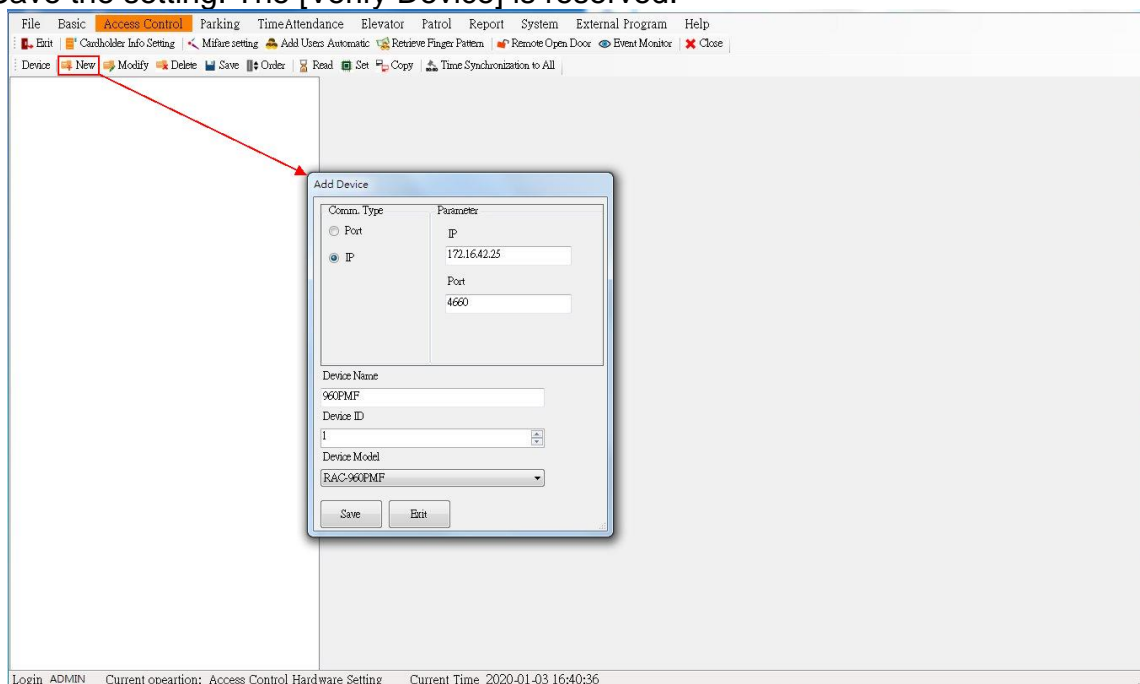 save the setting. The [Verify Device] is reserved.
File Basic Access Control Parking TimeAttendance Elevator Patrol Report System External Program Help
Exit Cardholder Info Setting Mifare setting Add Users Automatic Retrieve Finger Pattern Remote Open Door Event Monitor Close
Device New Modify Delete Save Order Read Set Copy Time Synchronization to All
Add Device
Comm. Type Parameter
Port IP
IP 172.16.42.25
Port
4660
Device Name
960PMF
Device ID
1
Device Model
RAC-960PMF
Save Exit
Login ADMIN Current opeartion: Access Control Hardware Setting Current Time 2020-01-03 16:40:36